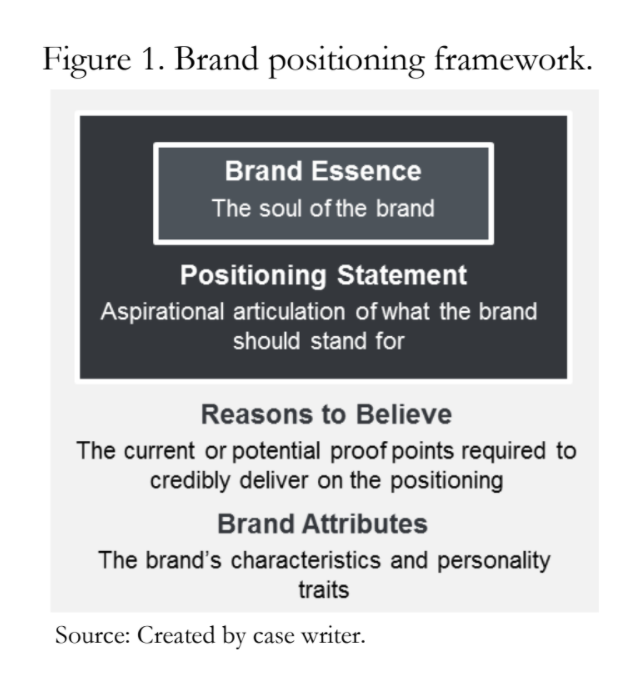 Figure 1. Brand positioning framework.
Brand Essence
The soul of the brand
Positioning Statement
Aspirational articulation of what the brand
should stand for
Reasons to Believe
The current or potential proof points required to
credibly deliver on the positioning
Brand Attributes
The brand's characteristics and personality
traits
Source: Created by case writer.